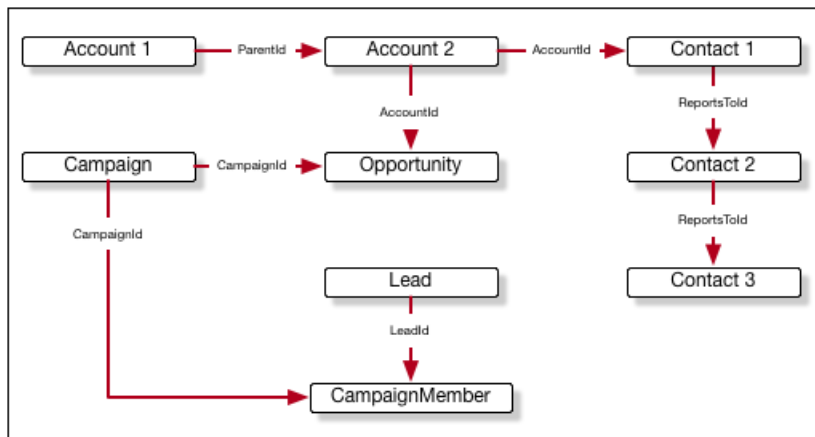 Account 1
ParentId
Account 2
AccountId
Contact 1
AccountId
ReportsToId
Campaign
CampaignId
Opportunity
Contact 2
CampaignId
ReportsToId
Lead
Contact 3
LeadId
CampaignMember